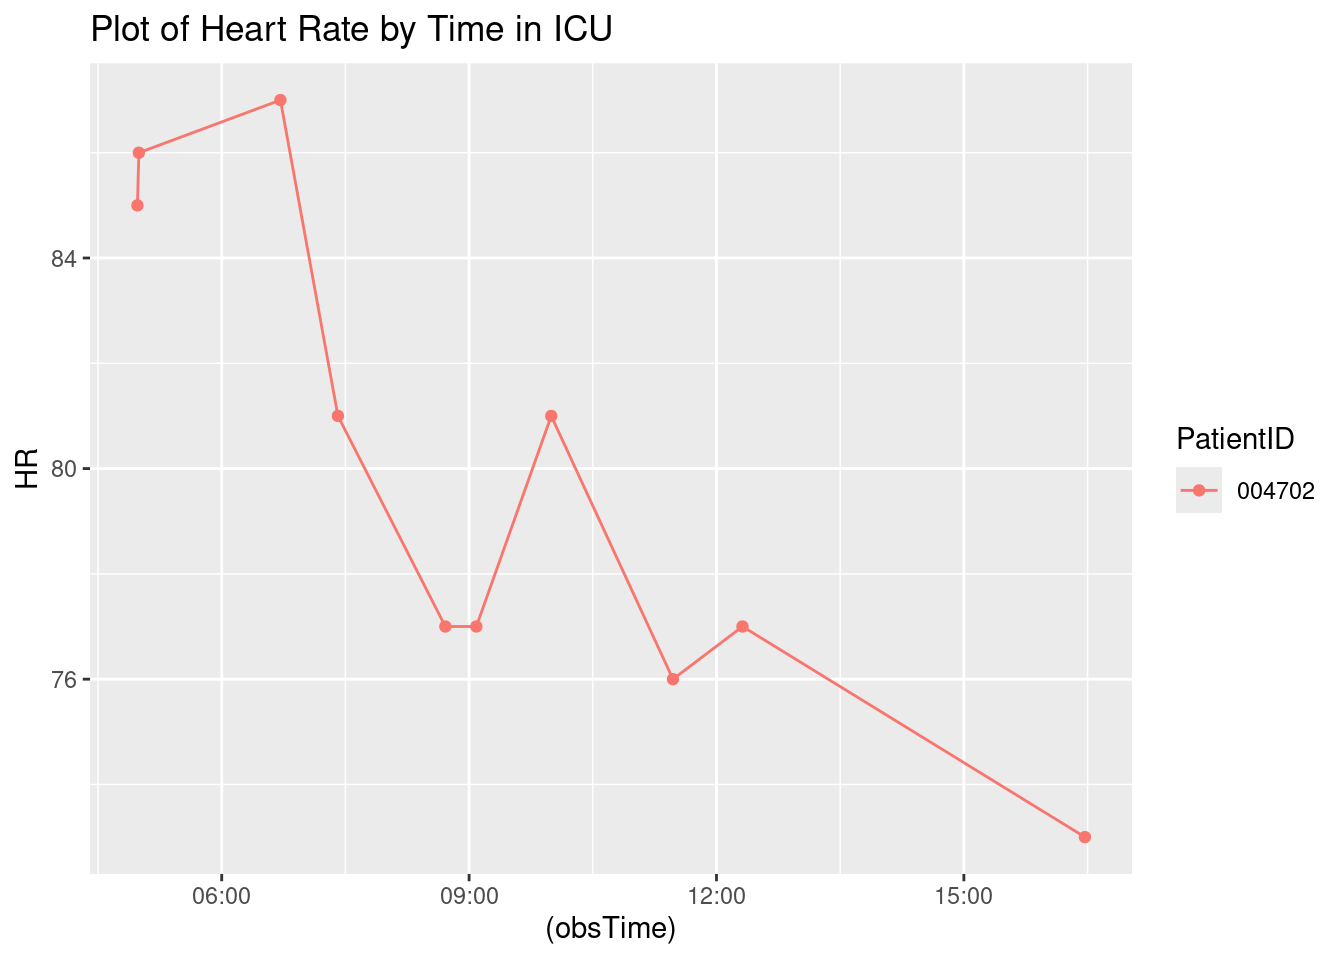 Plot of Heart Rate by Time in ICU
84
80
76
HR
06:00 09:00 12:00 15:00
(obsTime)
PatientID
004702